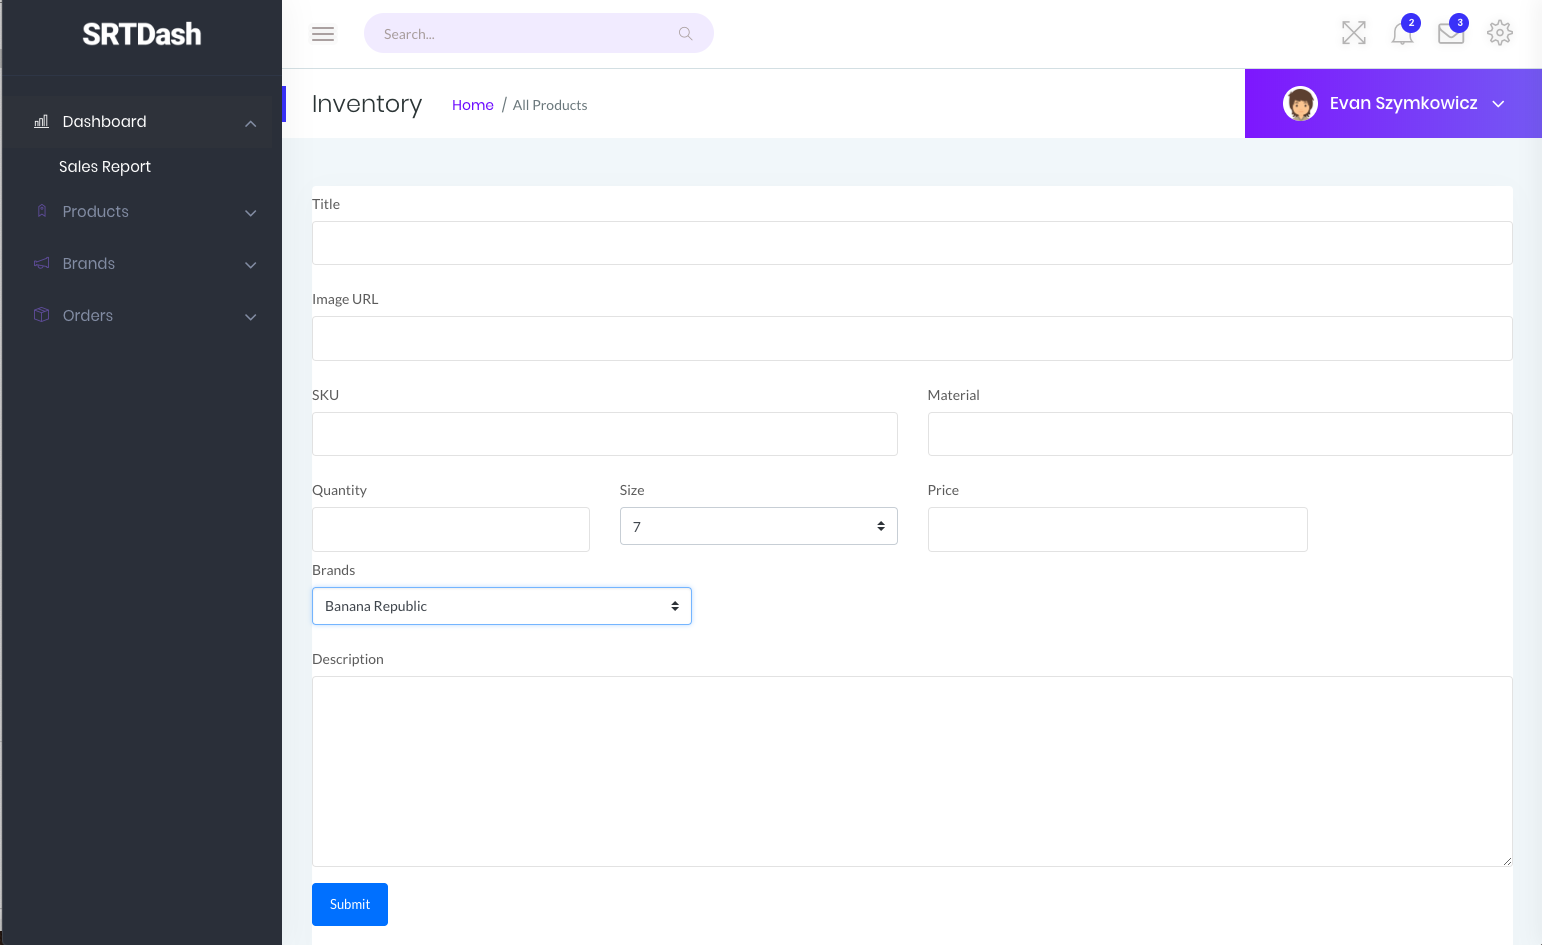 SRTDash
Search...
2
3
Inventory
Home / All Products
Evan Szymkowicz
Dashboard
Sales Report
Products
Brands
Orders
Title
Image URL
SKU
Material
Quantity
Size
Price
7
Brands
Banana Republic
Description
Submit